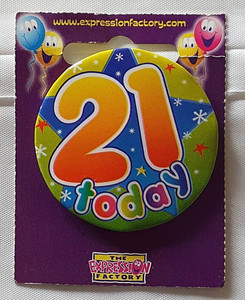 www.expressionfactory.com
21
today
THE
EXPRESSION
FACTORY